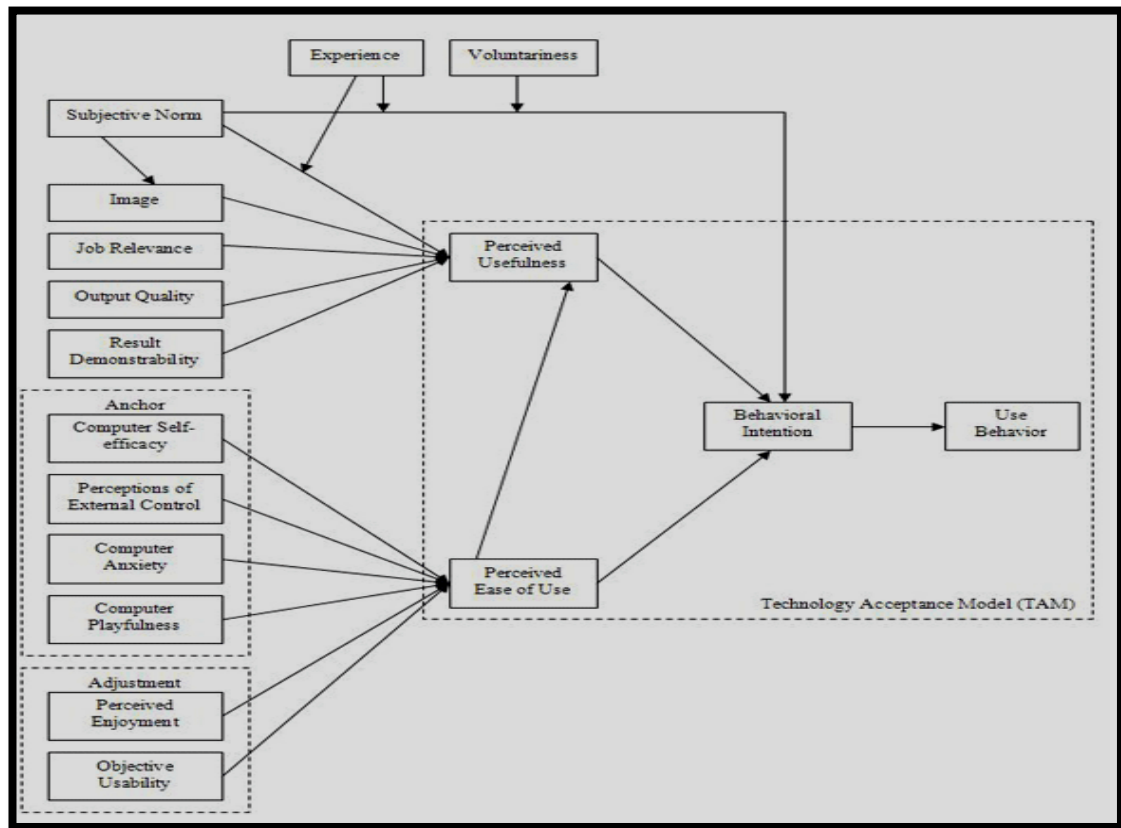 Experience
Voluntariness
Subjective Norm
Image
Job Relevance
Output Quality
Result
Demonstrability
Anchor
Computer Self-
efficacy
Perceptions of
External Control
Computer
Anxiety
Computer
Playfulness
Adjustment
Perceived
Enjoyment
Objective
Usability
Perceived
Usefulness
Perceived
Ease of Use
Behavioral
Intention
Use
Behavior
Technology Acceptance Model (TAM)